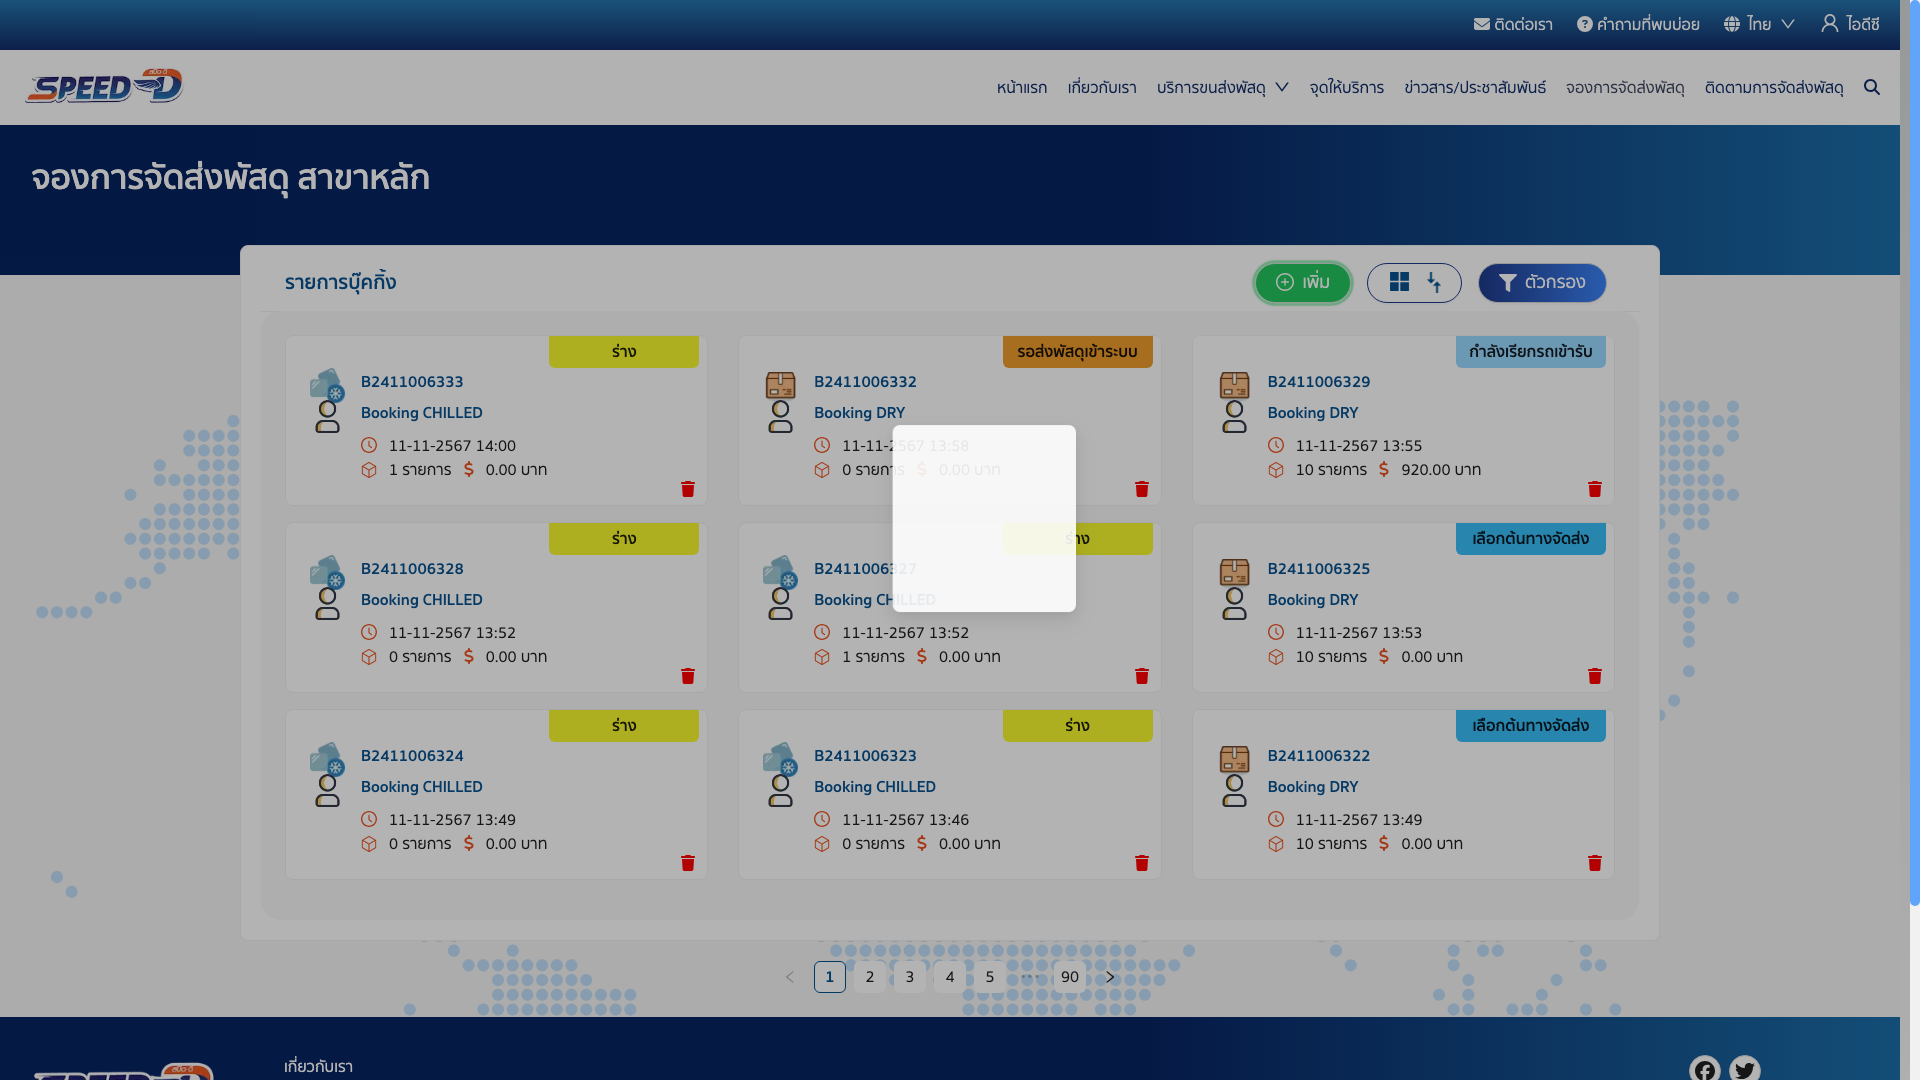 ติดต่อเรา คำถามที่พบบ่อย ไทย ไอดีซี
สปีด-ดี
SPEED-D
หน้าแรก เกี่ยวกับเรา บริการขนส่งพัสดุ จุดให้บริการ ข่าวสาร/ประชาสัมพันธ์ จองการจัดส่งพัสดุ ติดตามการจัดส่งพัสดุ
จองการจัดส่งพัสดุ สาขาหลัก
รายการบุ๊คกิ้ง
เพิ่ม
ตัวกรอง
ร่าง
B2411006333
Booking CHILLED
11-11-2567 14:00
1 รายการ $ 0.00 บาท
รอส่งพัสดุเข้าระบบ
B2411006332
Booking DRY
11-11-2567 13:58
0 รายการ $ 0.00 บาท
กำลังเรียกรถเข้ารับ
B2411006329
Booking DRY
11-11-2567 13:55
10 รายการ $ 920.00 บาท
ร่าง
B2411006328
Booking CHILLED
11-11-2567 13:52
0 รายการ $ 0.00 บาท
ร่าง
B2411006327
Booking CHILLED
11-11-2567 13:52
1 รายการ $ 0.00 บาท
เลือกต้นทางจัดส่ง
B2411006325
Booking DRY
11-11-2567 13:53
10 รายการ $ 0.00 บาท
ร่าง
B2411006324
Booking CHILLED
11-11-2567 13:49
0 รายการ $ 0.00 บาท
ร่าง
B2411006323
Booking CHILLED
11-11-2567 13:46
0 รายการ $ 0.00 บาท
เลือกต้นทางจัดส่ง
B2411006322
Booking DRY
11-11-2567 13:49
10 รายการ $ 0.00 บาท
1 2 3 4 5 ••• 90
เกี่ยวกับเรา